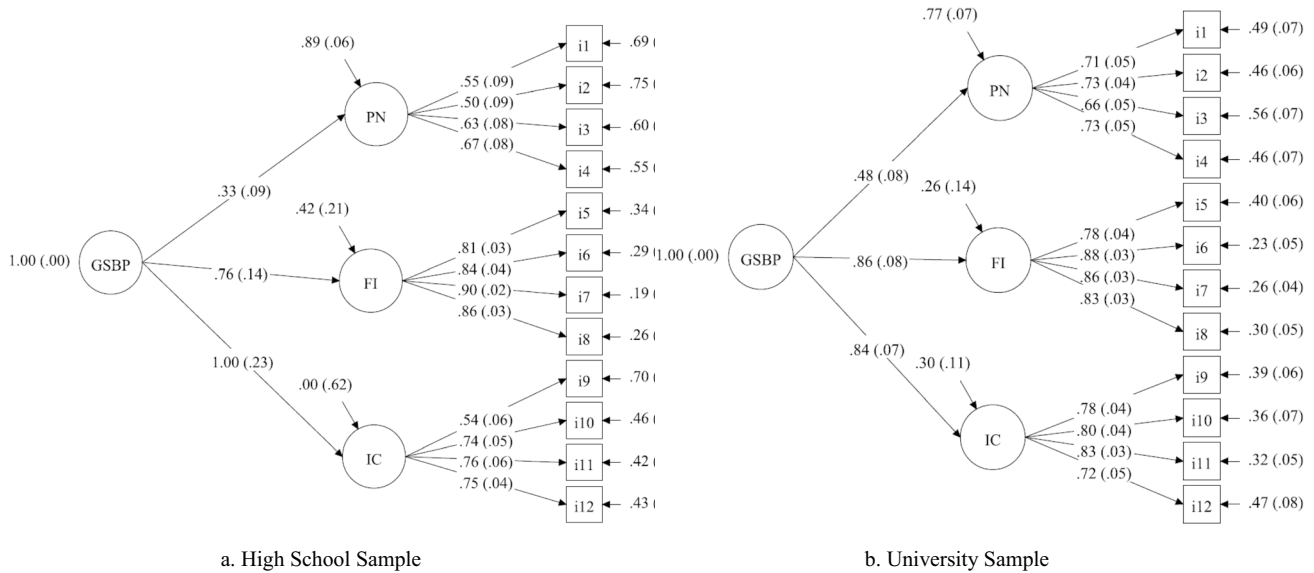 .89 (.06)
PN
.55 (.09)
.50 (.09)
.63 (.08)
.67 (.08)
i1
.69 (
i2
.75 (
i3
.60 (
i4
.55 (
.33 (.09)
.42 (.21)
1.00 (.00)
GSBP
.76 (.14)
FI
.81 (.03)
.84 (.04)
.90 (.02)
.86 (.03)
i5
.34 (
i6
.29 (
i7
.19 (
i8
.26 (
1.00 (.23)
.00 (.62)
IC
.54 (.06)
.74 (.05)
.76 (.06)
.75 (.04)
i9
.70 (
i10
.46 (
i11
.42 (
i12
.43 (
a. High School Sample
.77 (.07)
PN
.71 (.05)
.73 (.04)
.66 (.05)
.73 (.05)
i1
.49 (.07)
i2
.46 (.06)
i3
.56 (.07)
i4
.46 (.07)
.48 (.08)
.26 (.14)
1.00 (.00)
GSBP
.86 (.08)
FI
.78 (.04)
.88 (.03)
.86 (.03)
.83 (.03)
i5
.40 (.06)
i6
.23 (.05)
i7
.26 (.04)
i8
.30 (.05)
.84 (.07)
.30 (.11)
IC
.78 (.04)
.80 (.04)
.83 (.03)
.72 (.05)
i9
.39 (.06)
i10
.36 (.07)
i11
.32 (.05)
i12
.47 (.08)
b. University Sample